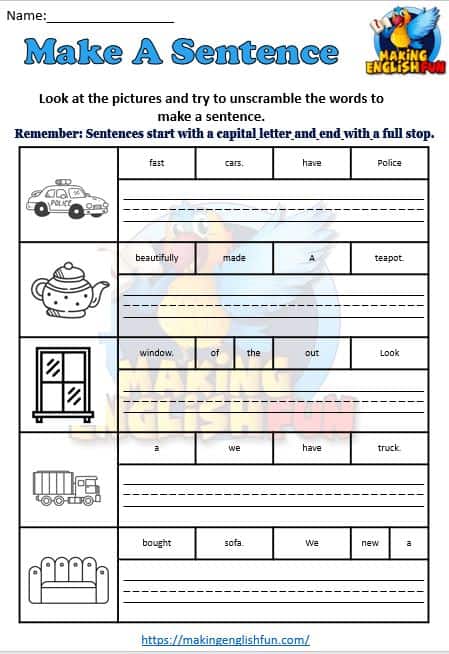 Name:_________________
Make A Sentence
MAKING
ENGLISH FUN
Look at the pictures and try to unscramble the words to
make a sentence.
Remember: Sentences start with a capital letter and end with a full stop.
fast cars. have Police
POLICE
beautifully made A teapot.
window. of the out Look
MAKING
ENGLISH FUN
a we have truck.
bought sofa. We new a
https://makingenglishfun.com/